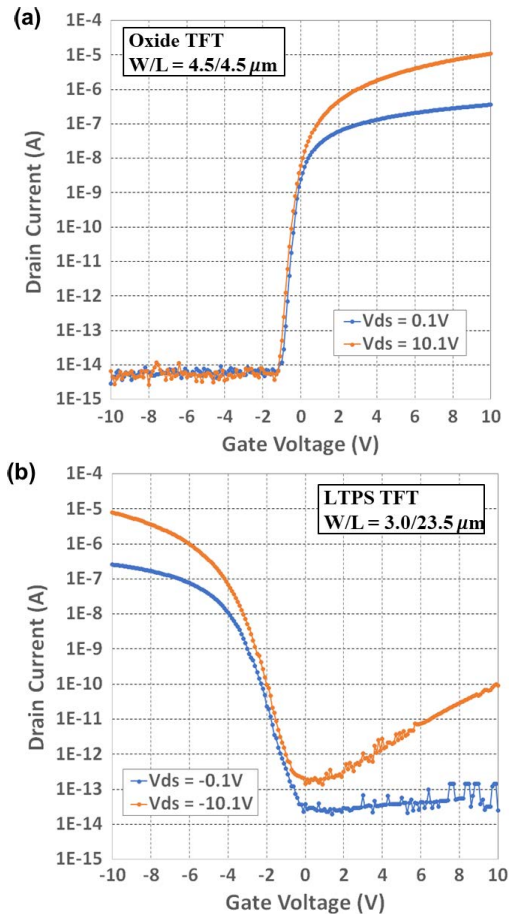 (a)
Oxide TFT
W/L = 4.5/4.5 μm
Drain Current (A)
1E-4
1E-5
1E-6
1E-7
1E-8
1E-9
1E-10
1E-11
1E-12
1E-13
1E-14
1E-15
Vds = 0.1V
Vds = 10.1V
-10 -8 -6 -4 -2 0 2 4 6 8 10
Gate Voltage (V)
(b)
LTPS TFT
W/L = 3.0/23.5 μm
Drain Current (A)
1E-4
1E-5
1E-6
1E-7
1E-8
1E-9
1E-10
1E-11
1E-12
1E-13
1E-14
1E-15
Vds = -0.1V
Vds = -10.1V
-10 -8 -6 -4 -2 0 2 4 6 8 10
Gate Voltage (V)